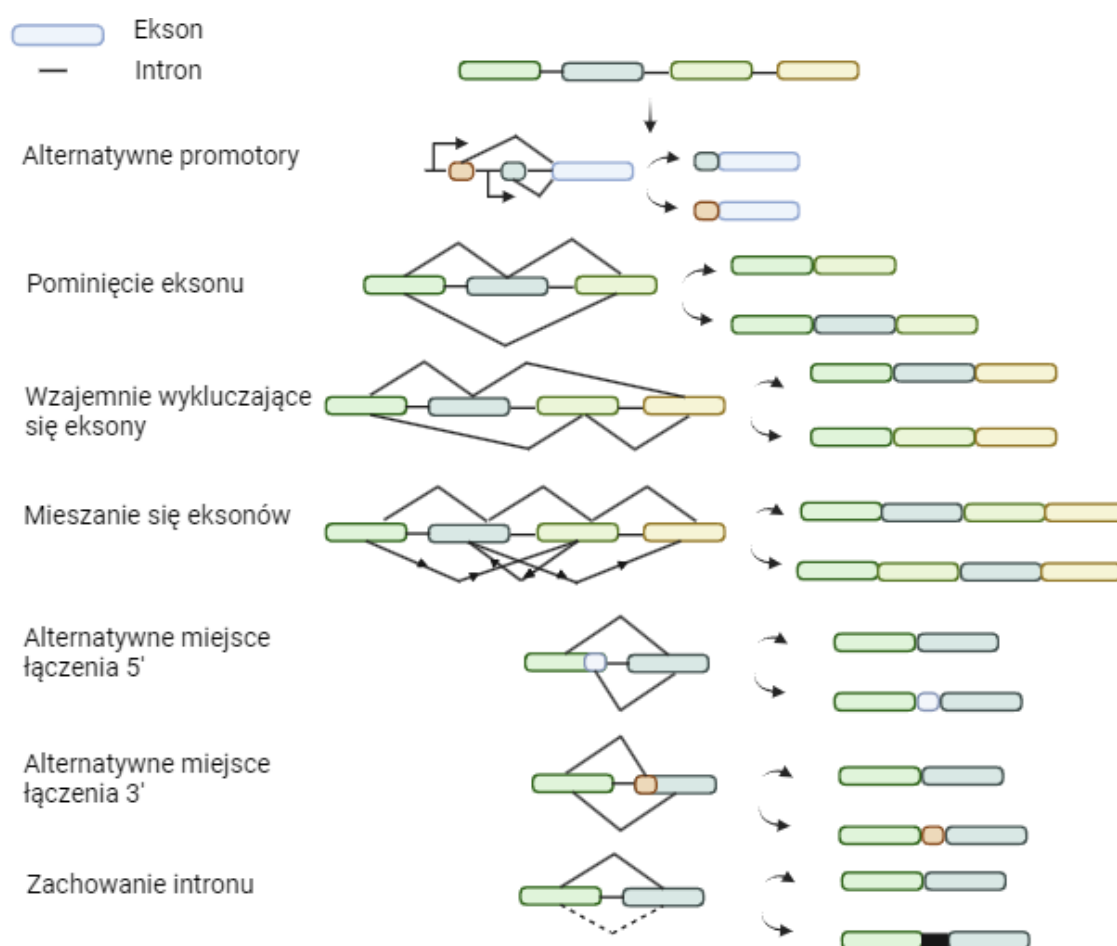 Ekson
Intron
Alternatywne promotory
Pominięcie eksonu
Wzajemnie wykluczające
się eksony
Mieszanie się eksonów
Alternatywne miejsce
łączenia 5'
Alternatywne miejsce
łączenia 3'
Zachowanie intronu